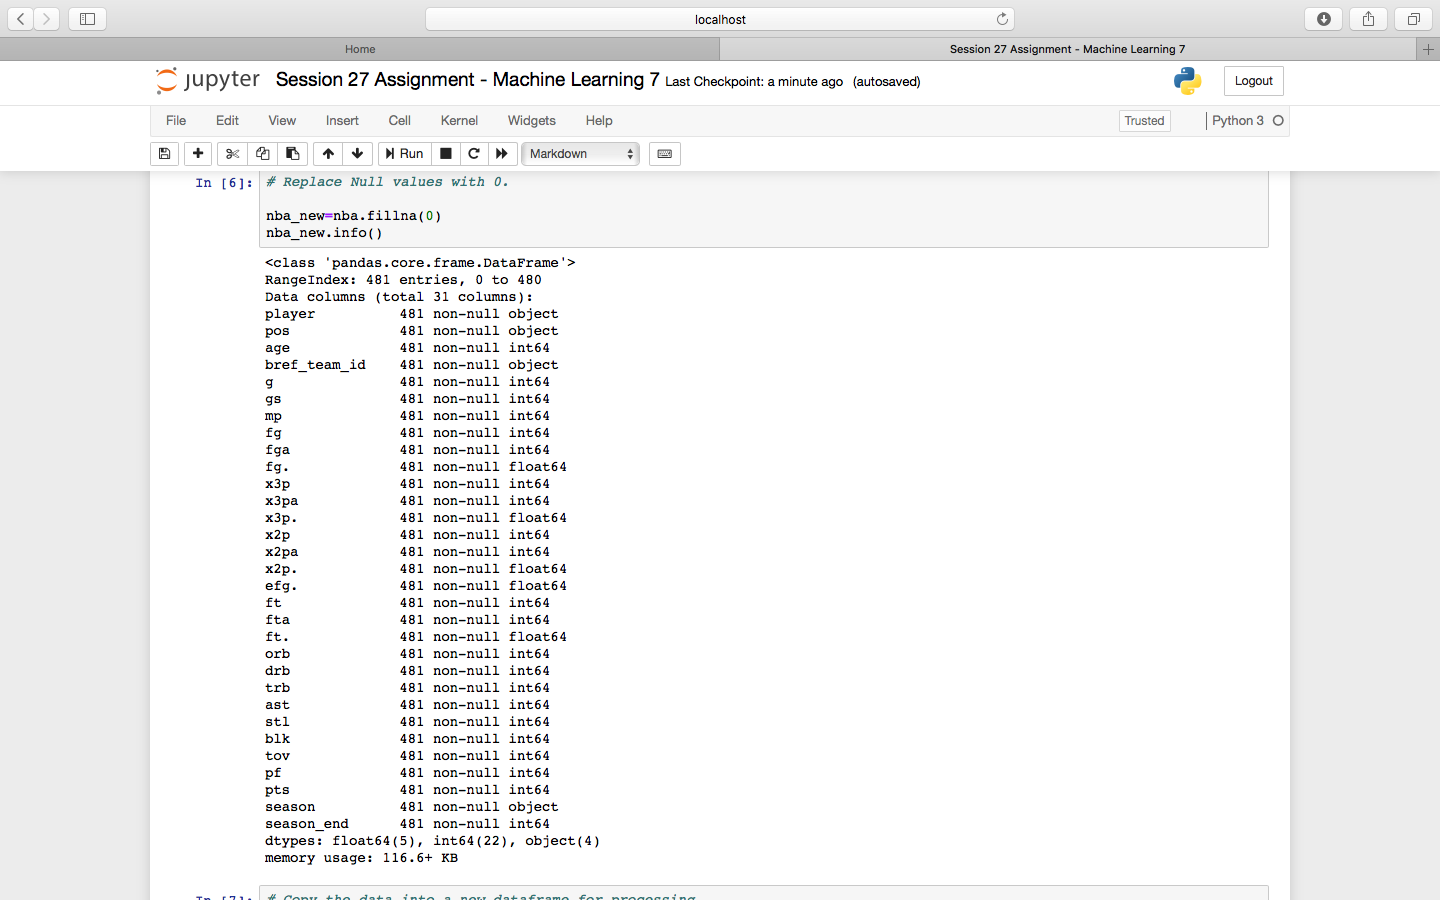 localhost
Home
Session 27 Assignment - Machine Learning 7
jupyter Session 27 Assignment - Machine Learning 7 Last Checkpoint: a minute ago (autosaved)
Logout
File Edit View Insert Cell Kernel Widgets Help
Trusted
Python 3
Run
Markdown
In [6]: # Replace Null values with 0.
nba_new=nba.fillna(0)
nba_new.info()
<class 'pandas.core.frame.DataFrame'>
RangeIndex: 481 entries, 0 to 480
Data columns (total 31 columns):
player 481 non-null object
pos 481 non-null object
age 481 non-null int64
bref_team_id 481 non-null object
g 481 non-null int64
gs 481 non-null int64
mp 481 non-null int64
fg 481 non-null int64
fga 481 non-null int64
fg. 481 non-null float64
x3p 481 non-null int64
x3pa 481 non-null int64
x3p. 481 non-null float64
x2p 481 non-null int64
x2pa 481 non-null int64
x2p. 481 non-null float64
efg. 481 non-null float64
ft 481 non-null int64
fta 481 non-null int64
ft. 481 non-null float64
orb 481 non-null int64
drb 481 non-null int64
trb 481 non-null int64
ast 481 non-null int64
stl 481 non-null int64
blk 481 non-null int64
tov 481 non-null int64
pf 481 non-null int64
pts 481 non-null int64
season 481 non-null object
season_end 481 non-null int64
dtypes: float64(5), int64(22), object(4)
memory usage: 116.6+ KB
In [7]: # Copy the data into a new dataframe for processing